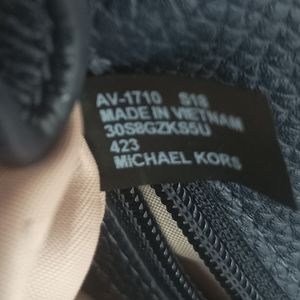 AV-1710 S18
MADE IN VIETNAM
30S8GZKS5U
423
MICHAEL KORS